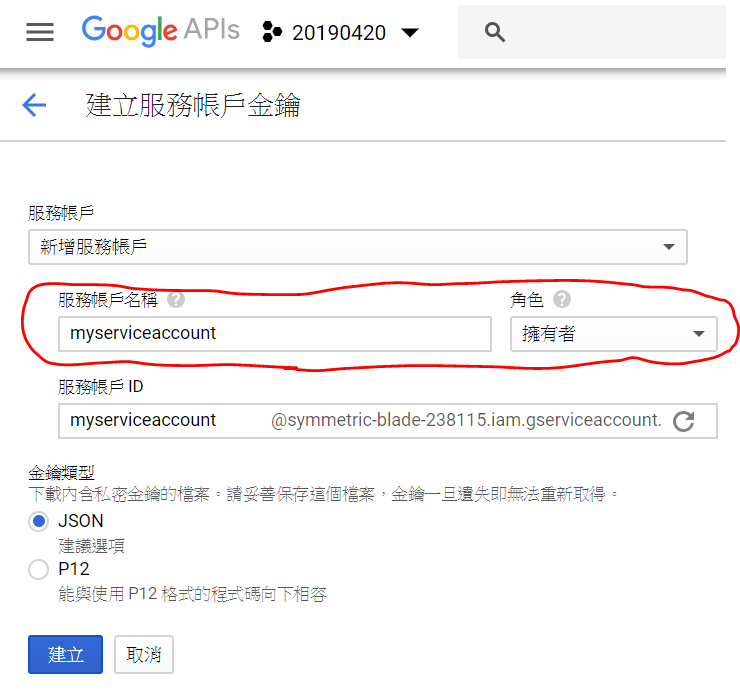 Google APIs 20190420
建立服務帳戶金鑰
服務帳戶
新增服務帳戶
服務帳戶名稱 角色
myserviceaccount 擁有者
服務帳戶 ID
myserviceaccount @symmetric-blade-238115.iam.gserviceaccount.
金鑰類型
下載內含私密金鑰的檔案。請妥善保存這個檔案，金鑰一旦遺失即無法重新取得。
JSON
建議選項
P12
能與使用 P12 格式的程式碼向下相容
建立 取消